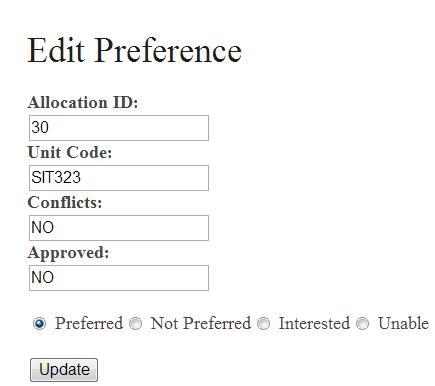 Edit Preference
Allocation ID:
30
Unit Code:
SIT323
Conflicts:
NO
Approved:
NO
Preferred Not Preferred Interested Unable
Update